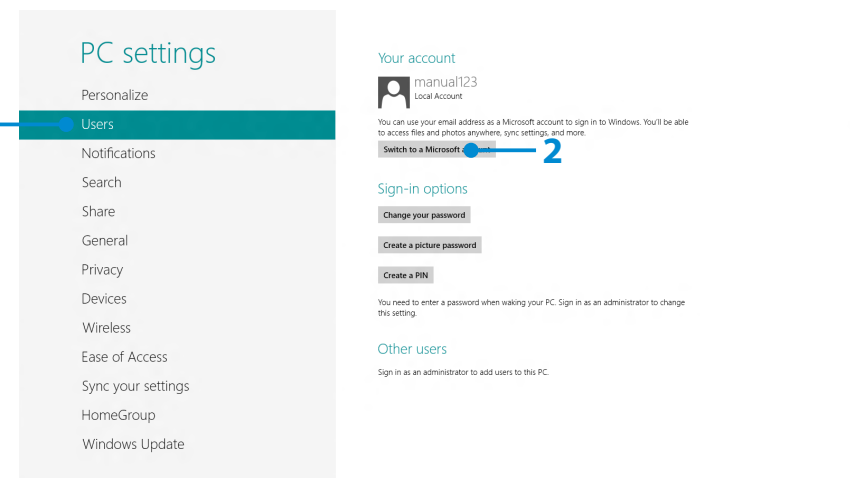 PC settings
Personalize
Users
Notifications
Search
Share
General
Privacy
Devices
Wireless
Ease of Access
Sync your settings
HomeGroup
Windows Update
Your account
manual123
Local Account
You can use your email address as a Microsoft account to sign in to Windows. You'll be able
to access files and photos anywhere, sync settings, and more.
Switch to a Microsoft
2
Sign-in options
Change your password
Create a picture password
Create a PIN
You need to enter a password when waking your PC. Sign in as an administrator to change
this setting.
Other users
Sign in as an administrator to add users to this PC.